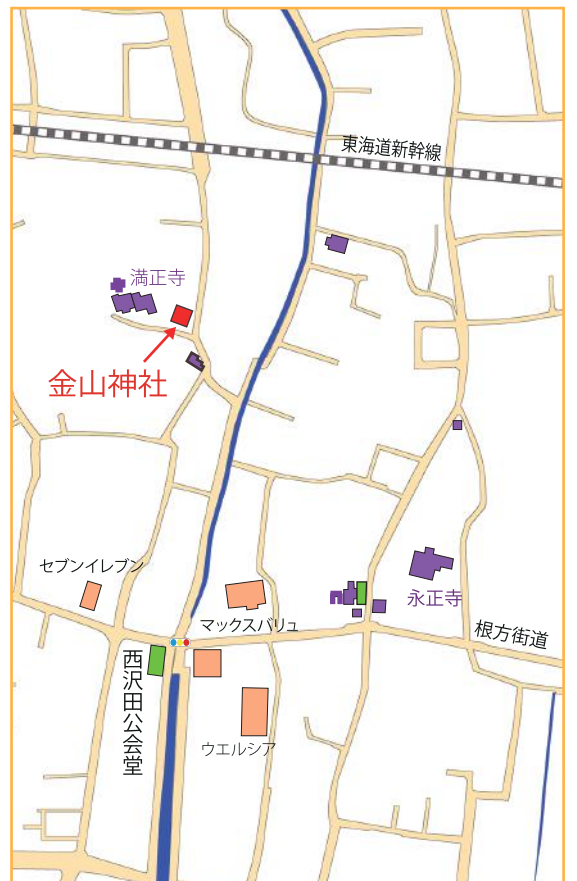 東海道新幹線
満正寺
金山神社
セブンイレブン
永正寺
マックスバリュ
根方街道
西沢田公会堂
ウエルシア